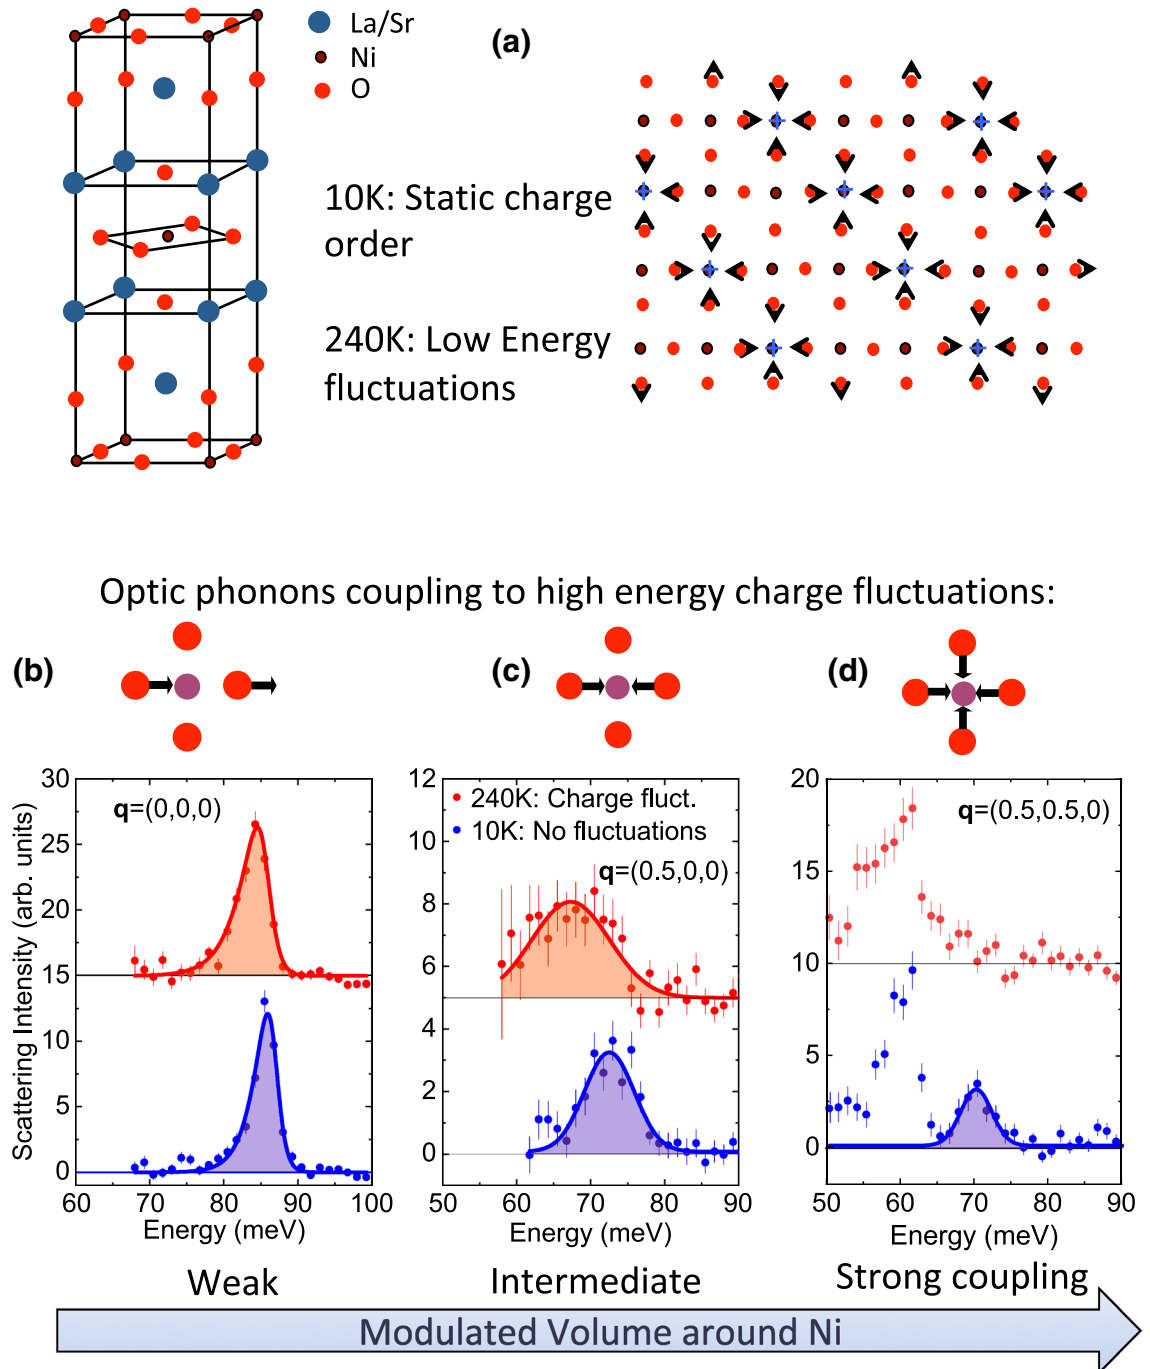 La/Sr
Ni
O
(a)
10K: Static charge
order
240K: Low Energy
fluctuations
Optic phonons coupling to high energy charge fluctuations:
(b)
(c)
(d)
Scattering Intensity (arb. units)
30
25
20
15
10
5
0
q=(0,0,0)
60 70 80 90 100
Energy (meV)
12
10
8
6
4
2
0
240K: Charge fluct.
10K: No fluctuations
q=(0.5,0,0)
60 70 80 90
Energy (meV)
20
15
10
5
0
q=(0.5,0.5,0)
50 60 70 80 90
Energy (meV)
Weak
Intermediate
Strong coupling
Modulated Volume around Ni